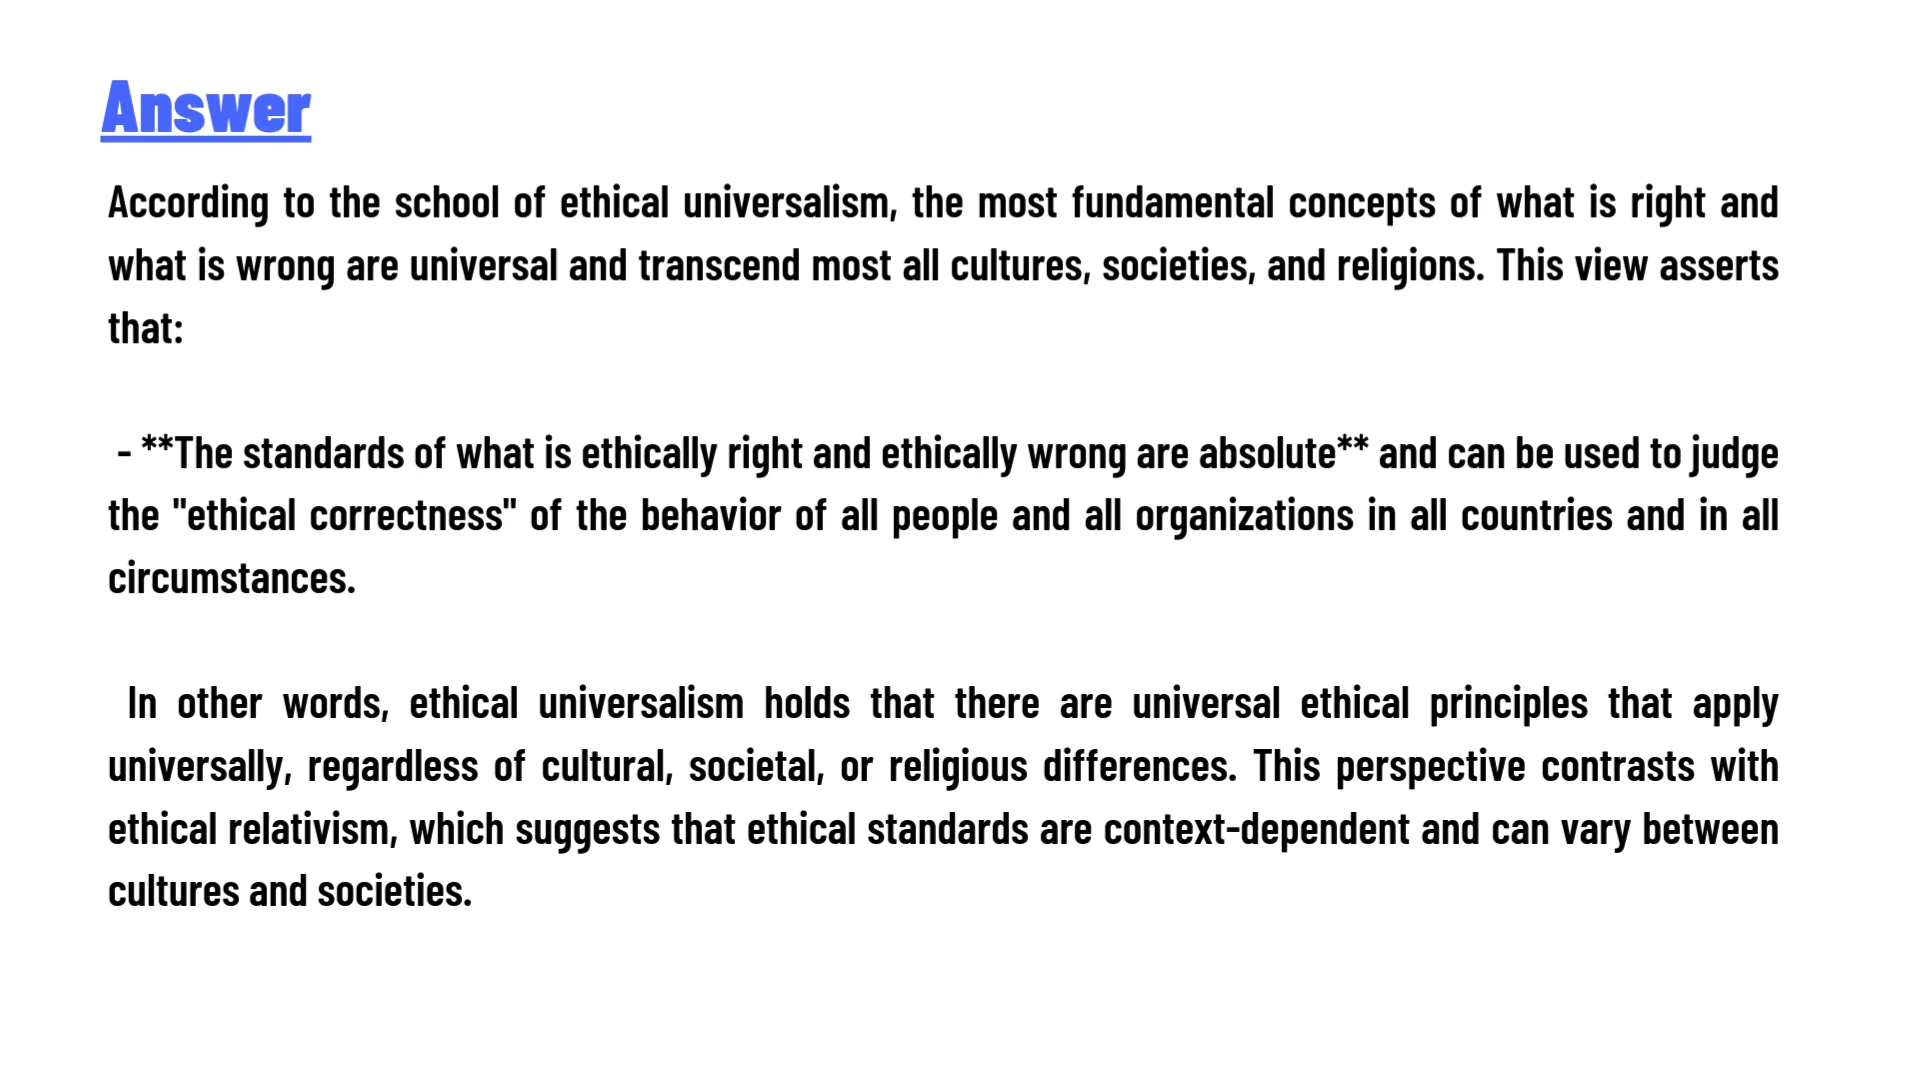 Answer
According to the school of ethical universalism, the most fundamental concepts of what is right and
what is wrong are universal and transcend most all cultures, societies, and religions. This view asserts
that:
- **The standards of what is ethically right and ethically wrong are absolute** and can be used to judge
the "ethical correctness" of the behavior of all people and all organizations in all countries and in all
circumstances.
In other words, ethical universalism holds that there are universal ethical principles that apply
universally, regardless of cultural, societal, or religious differences. This perspective contrasts with
ethical relativism, which suggests that ethical standards are context-dependent and can vary between
cultures and societies.